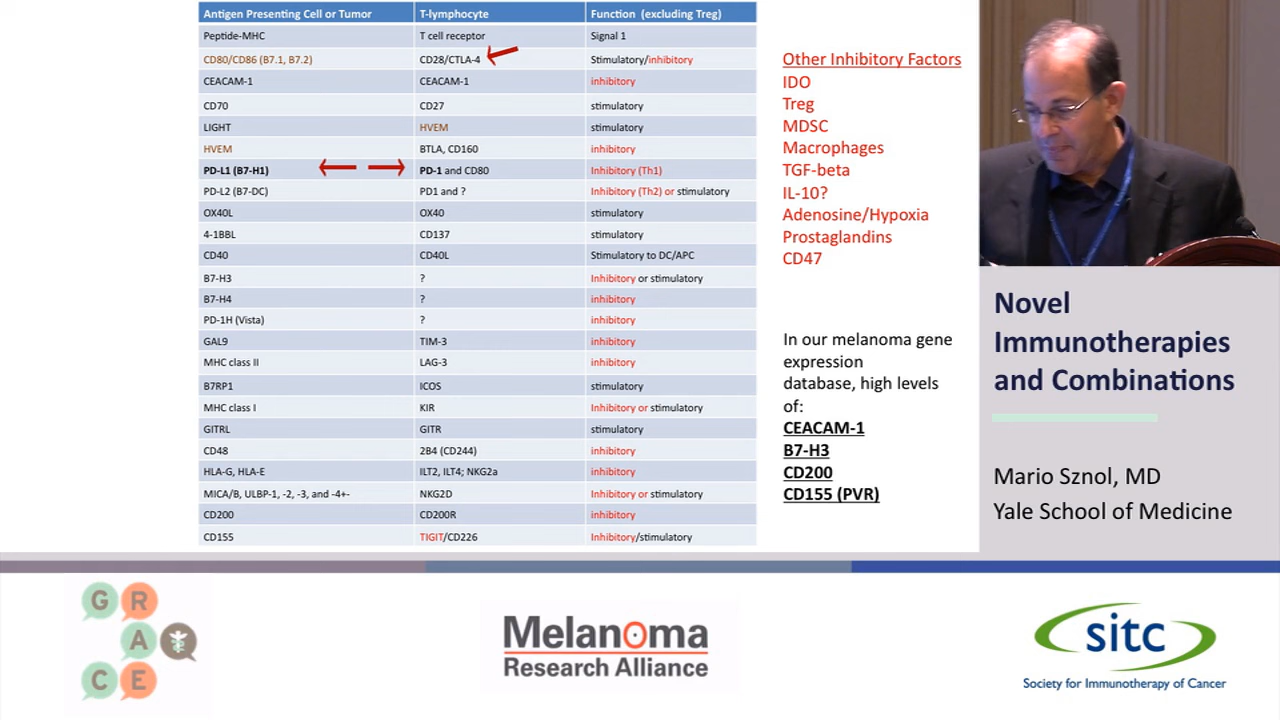 Antigen Presenting Cell or Tumor T-lymphocyte Function (excluding Treg)
Peptide-MHC T cell receptor Signal 1
CD80/CD86 (B7.1, B7.2) CD28/CTLA-4 Stimulatory/inhibitory
CEACAM-1 CEACAM-1 inhibitory
CD70 CD27 stimulatory
LIGHT HVEM stimulatory
HVEM BTLA, CD160 inhibitory
PD-L1 (B7-H1) PD-1 and CD80 Inhibitory (Th1)
PD-L2 (B7-DC) PD1 and ? Inhibitory (Th2) or stimulatory
OX40L OX40 stimulatory
4-1BBL CD137 stimulatory
CD40 CD40L Stimulatory to DC/APC
B7-H3 ? Inhibitory or stimulatory
B7-H4 ? inhibitory
PD-1H (Vista) ? inhibitory
GAL9 TIM-3 inhibitory
MHC class II LAG-3 inhibitory
B7RP1 ICOS stimulatory
MHC class I KIR Inhibitory or stimulatory
GITRL GITR stimulatory
CD48 2B4 (CD244) inhibitory
HLA-G, HLA-E ILT2, ILT4; NKG2a inhibitory
MICA/B, ULBP-1, -2, -3, and -4+- NKG2D Inhibitory or stimulatory
CD200 CD200R inhibitory
CD155 TIGIT/CD226 Inhibitory/stimulatory
Other Inhibitory Factors
IDO
Treg
MDSC
Macrophages
TGF-beta
IL-10?
Adenosine/Hypoxia
Prostaglandins
CD47
In our melanoma gene
expression
database, high levels
of:
CEACAM-1
B7-H3
CD200
CD155 (PVR)
Novel
Immunotherapies
and Combinations
Mario Sznol, MD
Yale School of Medicine
G R
A
C E
Melanoma
Research Alliance
sitc
Society for Immunotherapy of Cancer